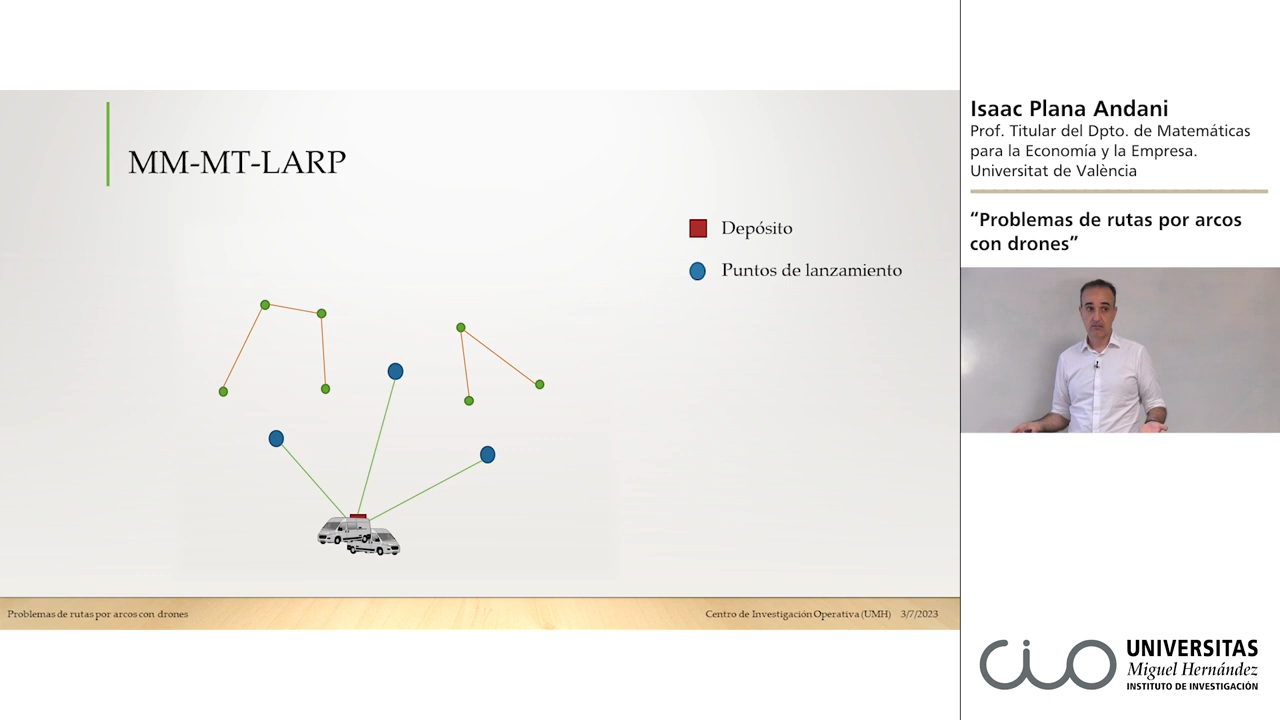 MM-MT-LARP
Depósito
Puntos de lanzamiento
Problemas de rutas por arcos con drones
Centro de Investigación Operativa (UMH) 3/7/2023
Isaac Plana Andani
Prof. Titular del Dpto. de Matemáticas
para la Economía y la Empresa.
Universitat de València
“Problemas de rutas por arcos
con drones”
CIO
UNIVERSITAS
Miguel Hernández
INSTITUTO DE INVESTIGACIÓN